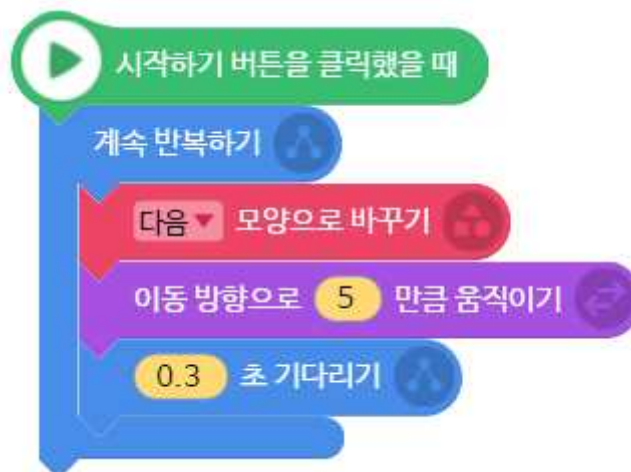 시작하기 버튼을 클릭했을 때
계속 반복하기
다음 모양으로 바꾸기
이동 방향으로 5 만큼 움직이기
0.3 초 기다리기